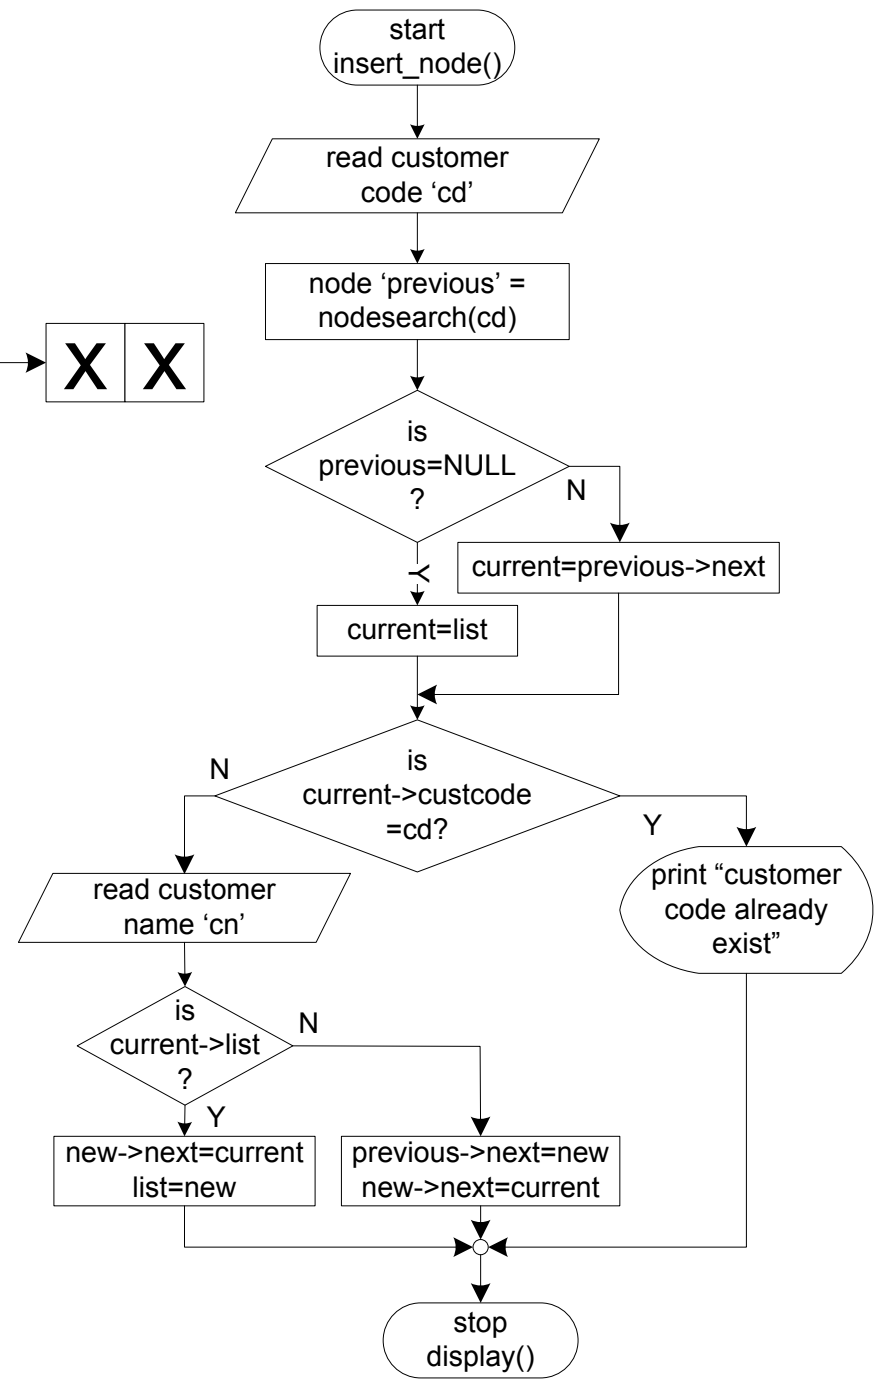 start
insert_node()
read customer
code ‘cd’
node ‘previous’ =
nodesearch(cd)
X X
is
previous=NULL
?
N
Y
current=previous->next
current=list
is
current->custcode
=cd?
N
Y
read customer
name ‘cn’
print “customer
code already
exist”
is
current->list
?
N
Y
new->next=current
list=new
previous->next=new
new->next=current
stop
display()